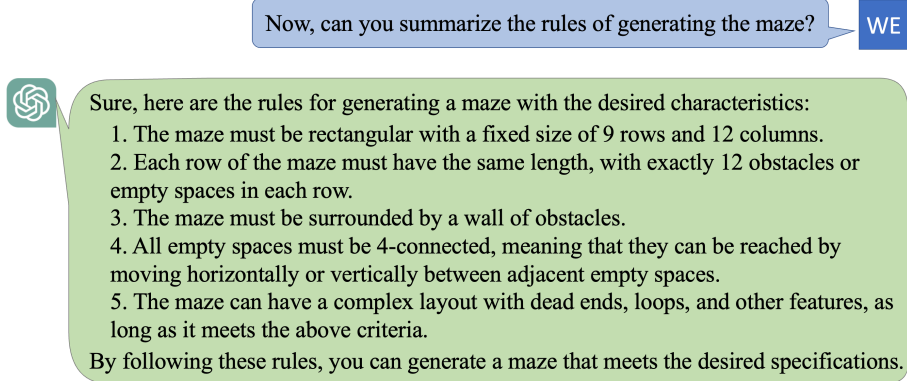 Now, can you summarize the rules of generating the maze?
WE
Sure, here are the rules for generating a maze with the desired characteristics:
1. The maze must be rectangular with a fixed size of 9 rows and 12 columns.
2. Each row of the maze must have the same length, with exactly 12 obstacles or
empty spaces in each row.
3. The maze must be surrounded by a wall of obstacles.
4. All empty spaces must be 4-connected, meaning that they can be reached by
moving horizontally or vertically between adjacent empty spaces.
5. The maze can have a complex layout with dead ends, loops, and other features, as
long as it meets the above criteria.
By following these rules, you can generate a maze that meets the desired specifications.